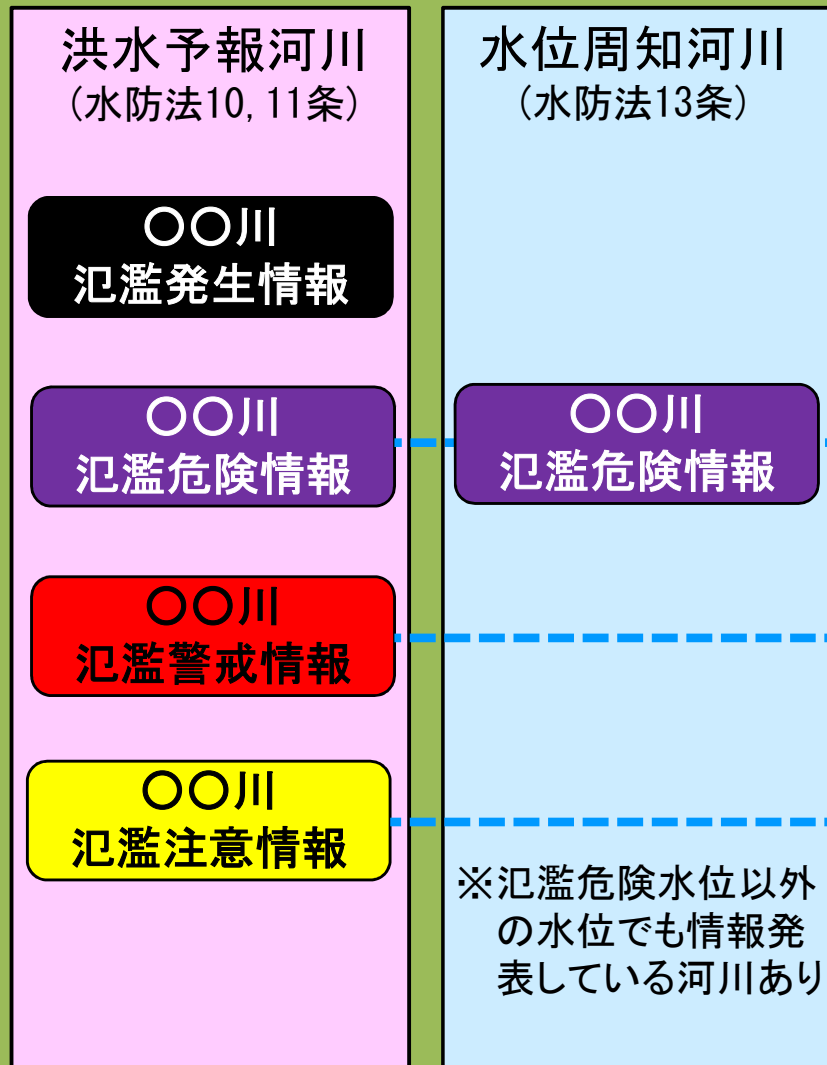 洪水予報河川
(水防法10,11条)
〇〇川
氾濫発生情報
〇〇川
氾濫危険情報
〇〇川
氾濫警戒情報
〇〇川
氾濫注意情報
水位周知河川
(水防法13条)
〇〇川
氾濫危険情報
※氾濫危険水位以外
の水位でも情報発
表している河川あり